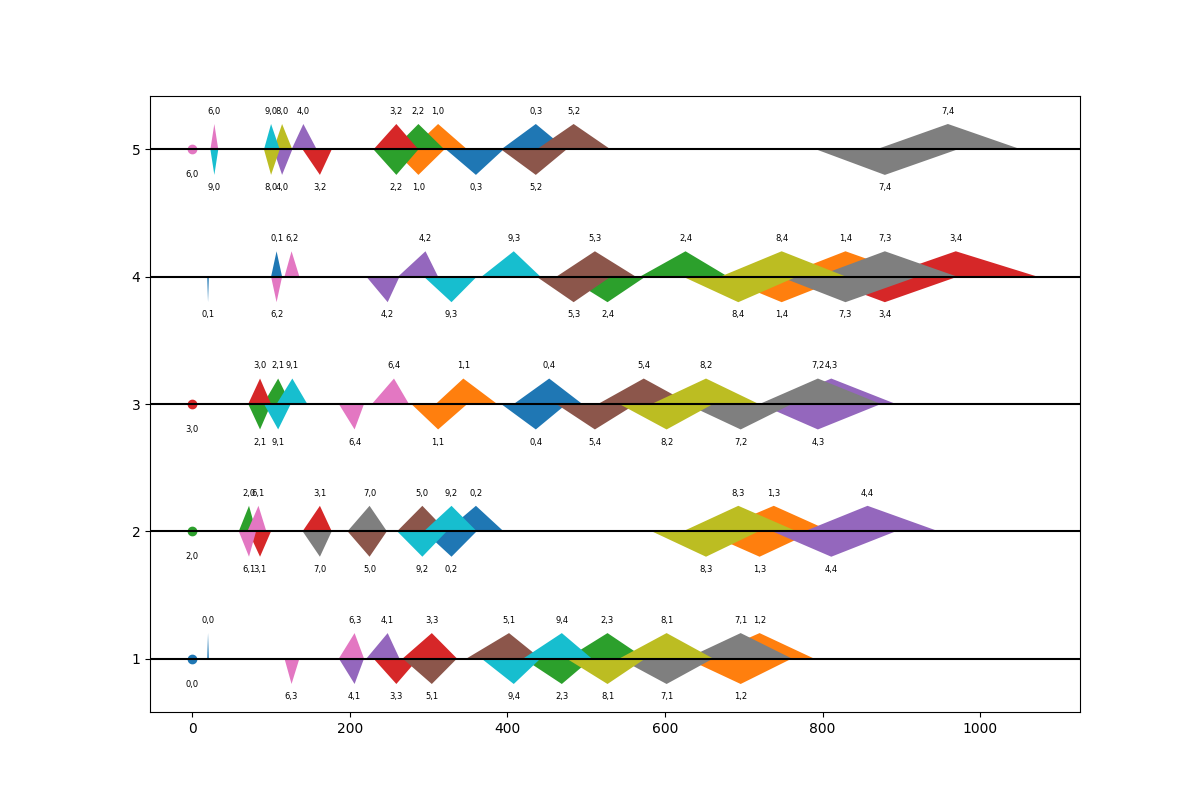 6,0 9,0 8,0 4,0 3,2 2,2 1,0 0,3 5,2 7,4
5
6,0 9,0 8,0 4,0 3,2 2,2 1,0 0,3 5,2 7,4
0,1 6,2 4,2 9,3 5,3 2,4 8,4 1,4 7,3 3,4
4
0,1 6,2 4,2 9,3 5,3 2,4 8,4 1,4 7,3 3,4
3,0 2,1 9,1 6,4 1,1 0,4 5,4 8,2 7,2 4,3
3
3,0 2,1 9,1 6,4 1,1 0,4 5,4 8,2 7,2 4,3
2,0 6,1 3,1 7,0 5,0 9,2 0,2 8,3 1,3 4,4
2
2,0 6,1 3,1 7,0 5,0 9,2 0,2 8,3 1,3 4,4
0,0 6,3 4,1 3,3 5,1 9,4 2,3 8,1 7,1 1,2
1
0,0 6,3 4,1 3,3 5,1 9,4 2,3 8,1 7,1 1,2
0 200 400 600 800 1000